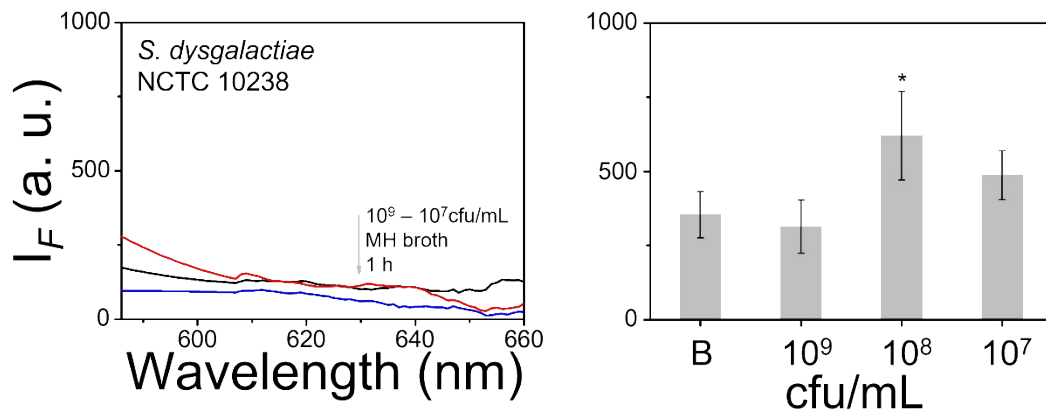 I_F (a. u.)
1000
500
0
S. dysgalactiae
NCTC 10238
10⁹ – 10⁷cfu/mL
MH broth
1 h
600 620 640 660
Wavelength (nm)
1000
500
0
*
B 10⁹ 10⁸ 10⁷
cfu/mL